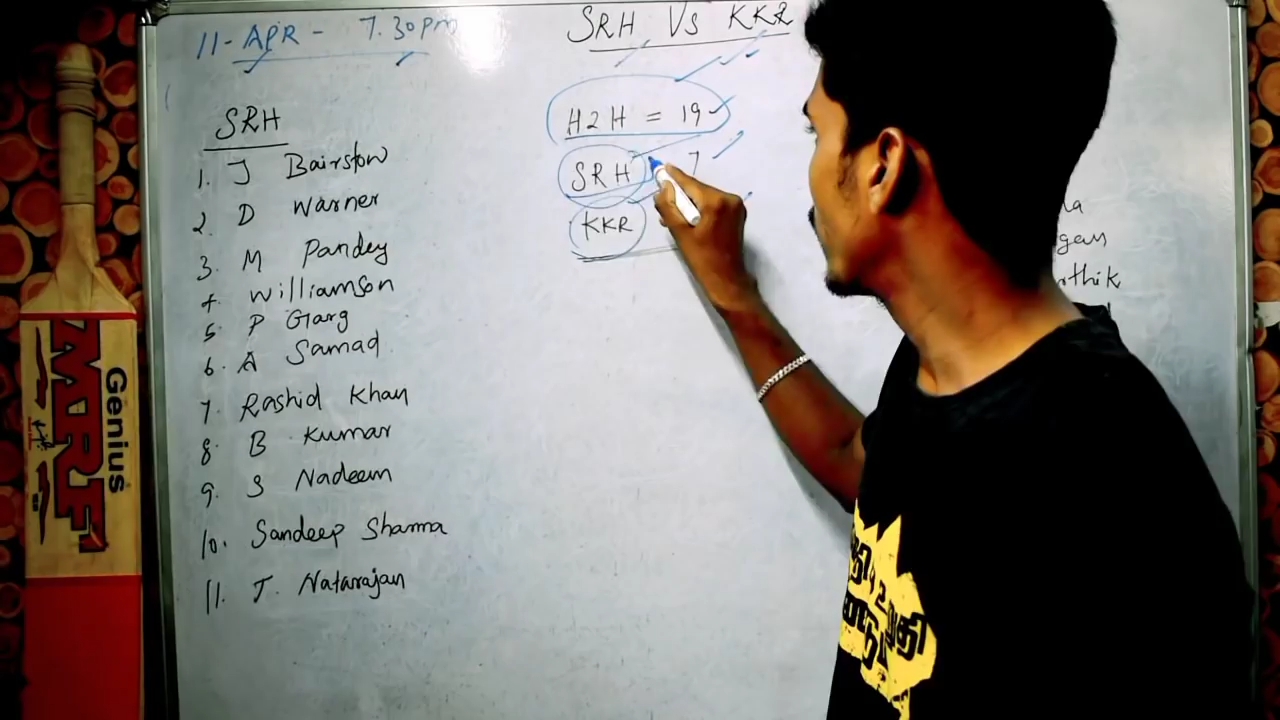 11-APR - 7.30pm
SRH Vs KKR
H2H = 19
SRH 7
KKR
SRH
1. J Bairstow
2. D Warner
3. M Pandey
4. Williamson
5. P Garg
6. A Samad
7. Rashid Khan
8. B Kumar
9. S Nadeem
10. Sandeep Sharma
11. T. Natarajan
Genius
MRF